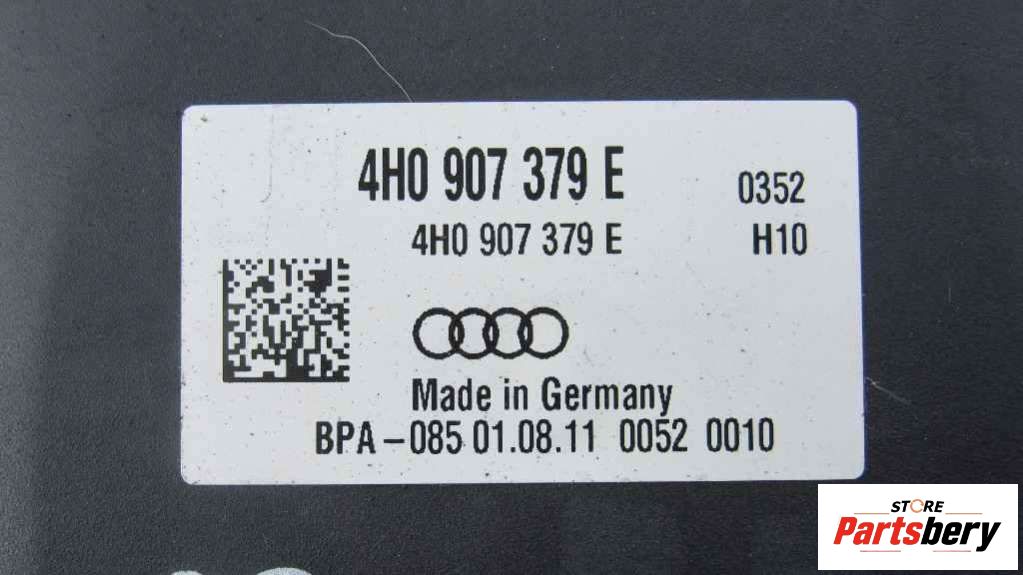 4H0 907 379 E 0352
4H0 907 379 E H10
Made in Germany
BPA-085 01.08.11 0052 0010
STORE
Partsbery